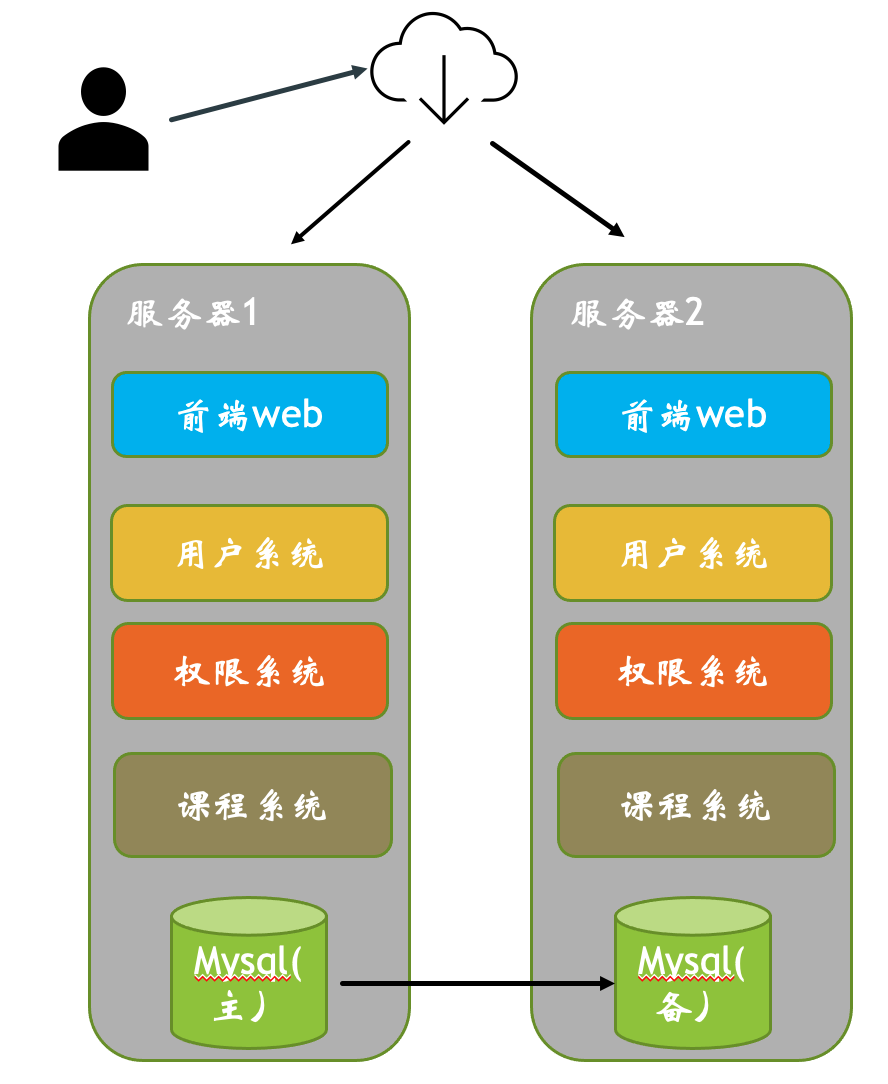 服务器1
前端web
用户系统
权限系统
课程系统
Mysql(
主)
服务器2
前端web
用户系统
权限系统
课程系统
Mysql(
备)